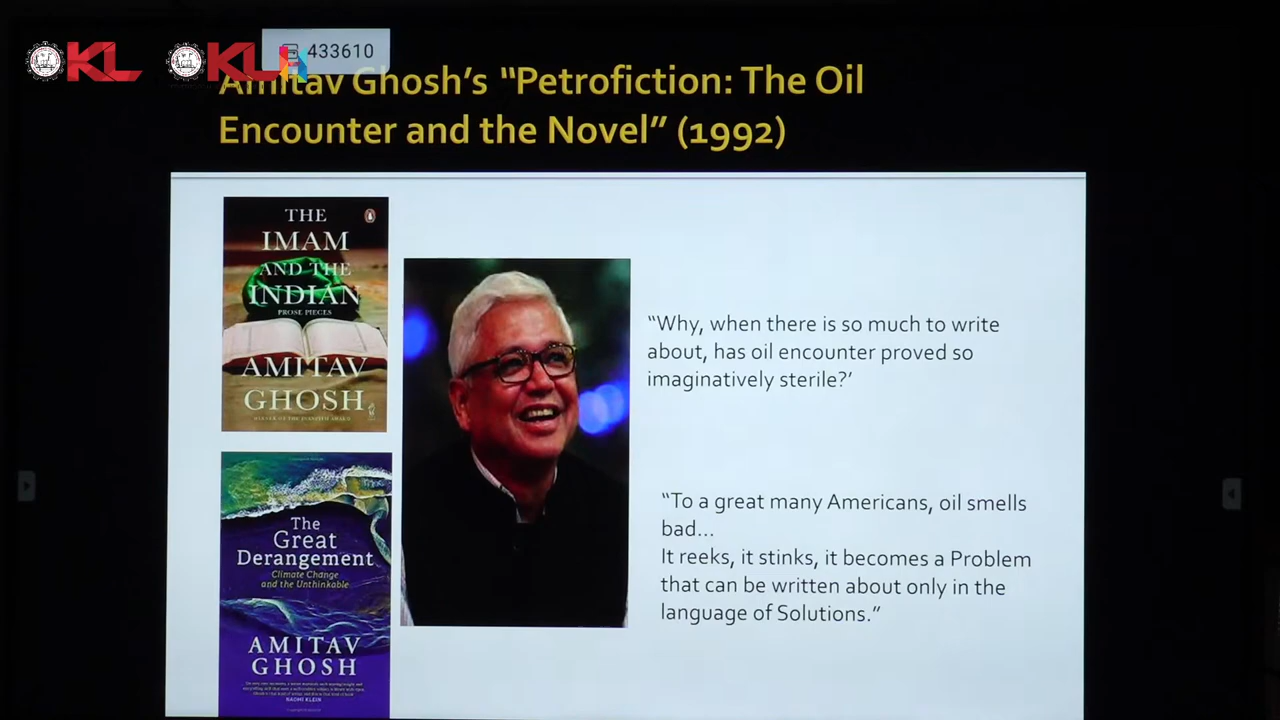 KL
KU
433610
Amitav Ghosh's "Petrofiction: The Oil
Encounter and the Novel" (1992)
THE
IMAM
AND THE
INDIAN
PROSE PIECES
AMITAV
GHOSH
"Why, when there is so much to write
about, has oil encounter proved so
imaginatively sterile?'
The
Great
Derangement
Climate Change
and the Unthinkable
AMITAV
GHOSH
NAOMI KLEIN
"To a great many Americans, oil smells
bad...
It reeks, it stinks, it becomes a Problem
that can be written about only in the
language of Solutions."